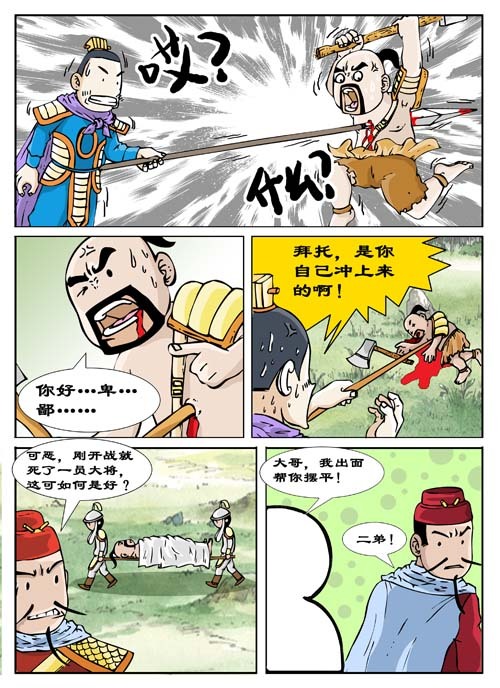 哎？
什么？
你好……卑……
鄙……
拜托，是你
自己冲上来
的啊！
可恶，刚开战就
死了一员大将，
这可如何是好？
大哥，我出面
帮你摆平！
二弟！